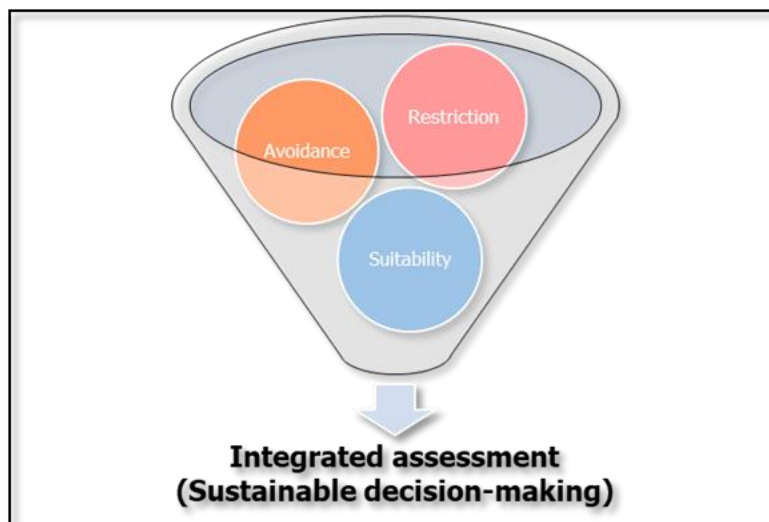 Restriction
Avoidance
Suitability
Integrated assessment
(Sustainable decision-making)